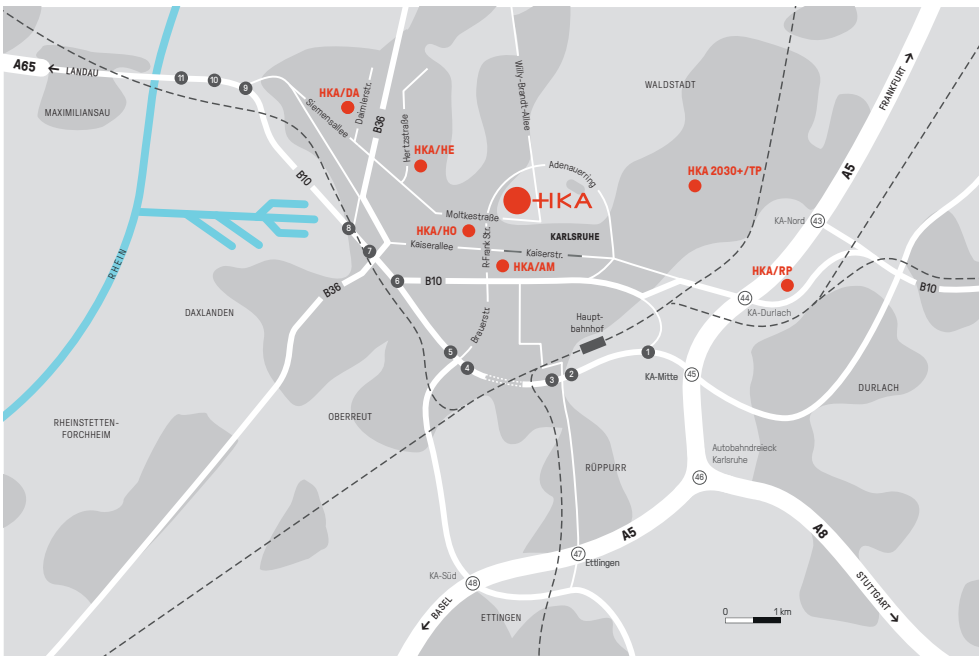 A65
← LANDAU
MAXIMILIANSAU
11
10
9
HKA/DA
Siemensallee
Daimlerstr.
B36
Hertzstraße
HKA/HE
Willy-Brandt-Allee
WALDSTADT
FRANKFURT →
A5
Adenauerring
HKA 2030+/TP
HKA
B10
Moltkestraße
HKA/HO
KARLSRUHE
KA-Nord
43
8
7
Kaiserallee
R-Frank Str.
Kaiserstr.
HKA/AM
HKA/RP
RHEIN
B36
6
B10
44
KA-Durlach
B10
DAXLANDEN
Brauerstr.
Haupt-
bahnhof
5
4
3
2
1
KA-Mitte
45
DURLACH
RHEINSTETTEN-
FORCHHEIM
OBERREUT
RÜPPURR
Autobahndreieck
Karlsruhe
46
A5
A8
47
Ettlingen
KA-Süd
48
← BASEL
ETTINGEN
STUTTGART →
0
1 km